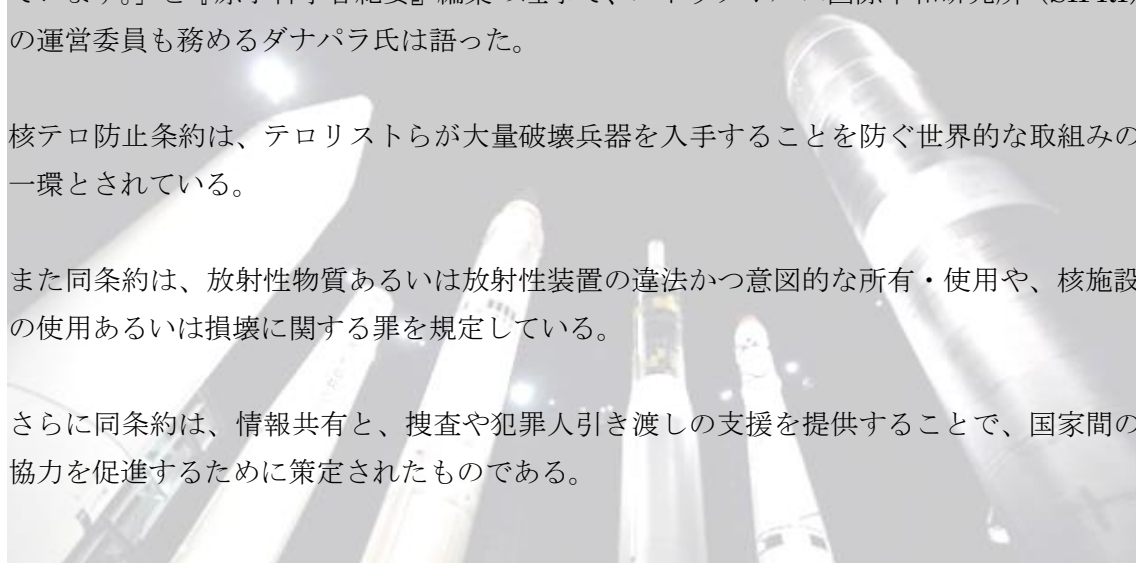 ています。」と『原子科学者紀要』編集の理事で、ストックホルム国際平和研究所（SIPRI）
の運営委員も務めるダナパラ氏は語った。
核テロ防止条約は、テロリストらが大量破壊兵器を入手することを防ぐ世界的な取組みの
一環とされている。
また同条約は、放射性物質あるいは放射性装置の違法かつ意図的な所有・使用や、核施設
の使用あるいは損壊に関する罪を規定している。
さらに同条約は、情報共有と、捜査や犯罪人引き渡しの支援を提供することで、国家間の
協力を促進するために策定されたものである。